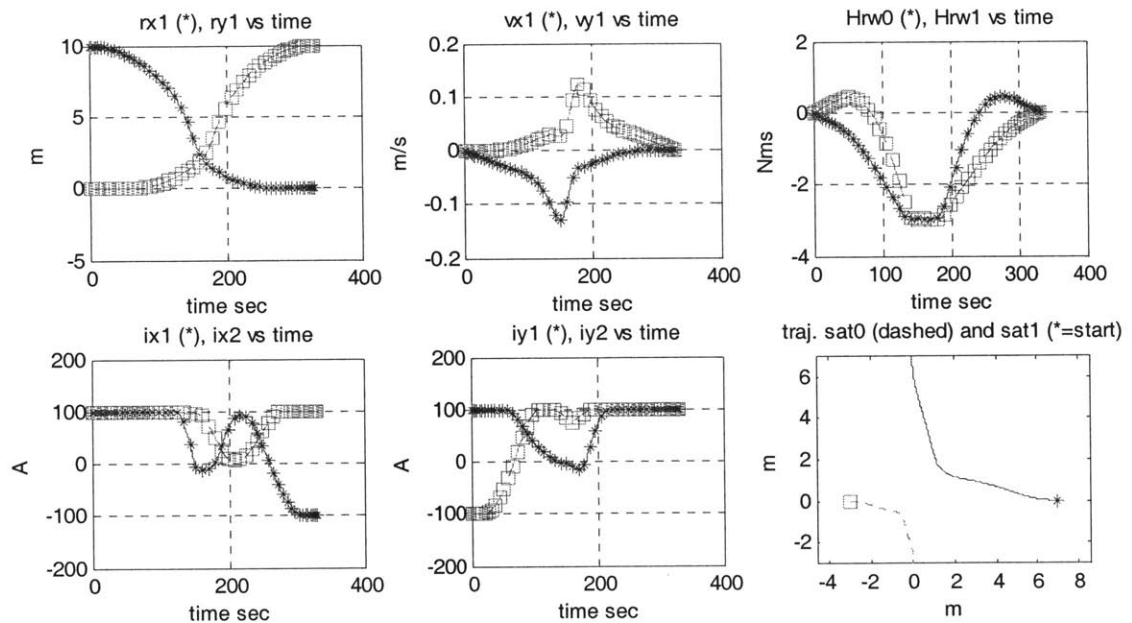 rx1 (*), ry1 vs time
10
5
0
-5
m
0 200 400
time sec
vx1 (*), vy1 vs time
0.2
0.1
0
-0.1
-0.2
m/s
0 200 400
time sec
Hrw0 (*), Hrw1 vs time
2
0
-2
-4
Nms
0 100 200 300 400
time sec
ix1 (*), ix2 vs time
200
100
0
-100
-200
A
0 200 400
time sec
iy1 (*), iy2 vs time
200
100
0
-100
-200
A
0 200 400
time sec
traj. sat0 (dashed) and sat1 (*=start)
6
4
2
0
-2
m
-4 -2 0 2 4 6 8
m